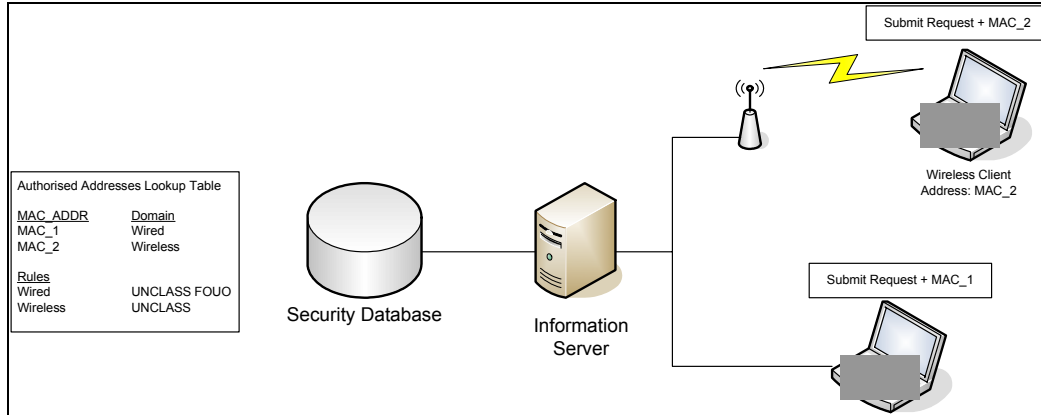 Submit Request + MAC_2
Wireless Client
Address: MAC_2
Authorised Addresses Lookup Table
MAC_ADDR Domain
MAC_1 Wired
MAC_2 Wireless
Rules
Wired UNCLASS FOUO
Wireless UNCLASS
Security Database
Information
Server
Submit Request + MAC_1